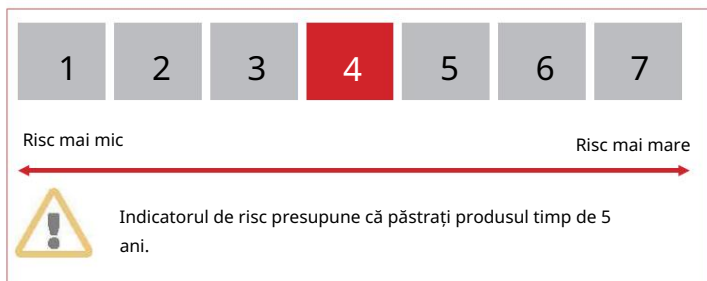 1 2 3 4 5 6 7
Risc mai mic
Risc mai mare
Indicatorul de risc presupune că păstrați produsul timp de 5
ani.